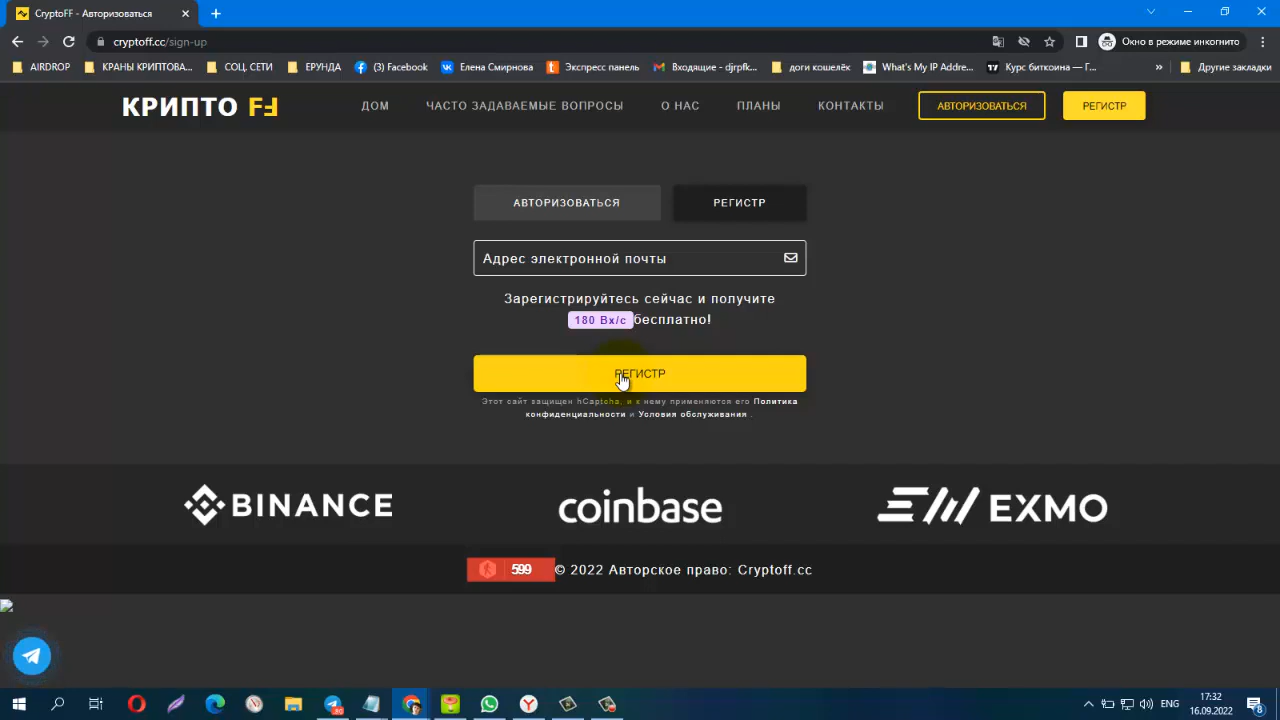 CryptoFF - Авторизоваться
cryptoff.cc/sign-up
Окно в режиме инкогнито
AIRDROP
КРАНЫ КРИПТОВА...
СОЦ. СЕТИ
ЕРУНДА
(3) Facebook
Елена Смирнова
Экспресс панель
Входящие - djrpfk...
доги кошелёк
What's My IP Addre...
Курс биткоина — Г...
»
Другие закладки
КРИПТО FF
ДОМ
ЧАСТО ЗАДАВАЕМЫЕ ВОПРОСЫ
О НАС
ПЛАНЫ
КОНТАКТЫ
АВТОРИЗОВАТЬСЯ
РЕГИСТР
АВТОРИЗОВАТЬСЯ
РЕГИСТР
Адрес электронной почты
Зарегистрируйтесь сейчас и получите
180 Вх/с бесплатно!
РЕГИСТР
Этот сайт защищен hCaptcha, и к нему применяются его Политика
конфиденциальности и Условия обслуживания .
BINANCE
coinbase
EXMO
599 © 2022 Авторское право: Cryptoff.cc
ENG
17:32
16.09.2022